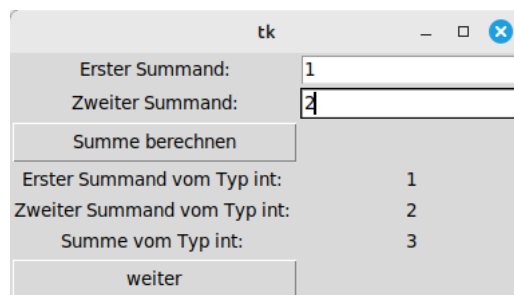 tk
Erster Summand: 1
Zweiter Summand: 2
Summe berechnen
Erster Summand vom Typ int: 1
Zweiter Summand vom Typ int: 2
Summe vom Typ int: 3
weiter